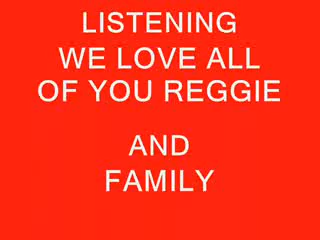 LISTENING
WE LOVE ALL
OF YOU REGGIE
AND
FAMILY